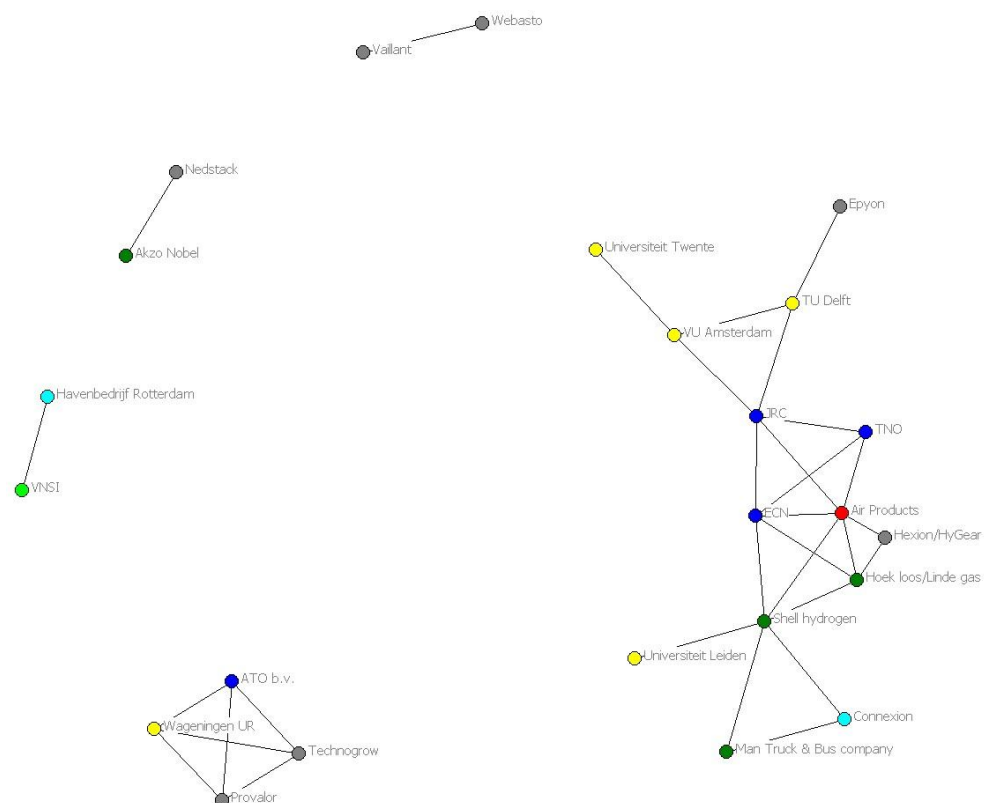 Webasto
Vaillant
Nedstack
Epyon
Universiteit Twente
Akzo Nobel
TU Delft
VU Amsterdam
Havenbedrijf Rotterdam
JRC
TNO
VNSI
ECN
Air Products
Hexion/HyGear
Hoek loos/Linde gas
Shell hydrogen
Universiteit Leiden
ATO b.v.
Connexion
Wageningen UR
Technogrow
Man Truck & Bus company
Provalor